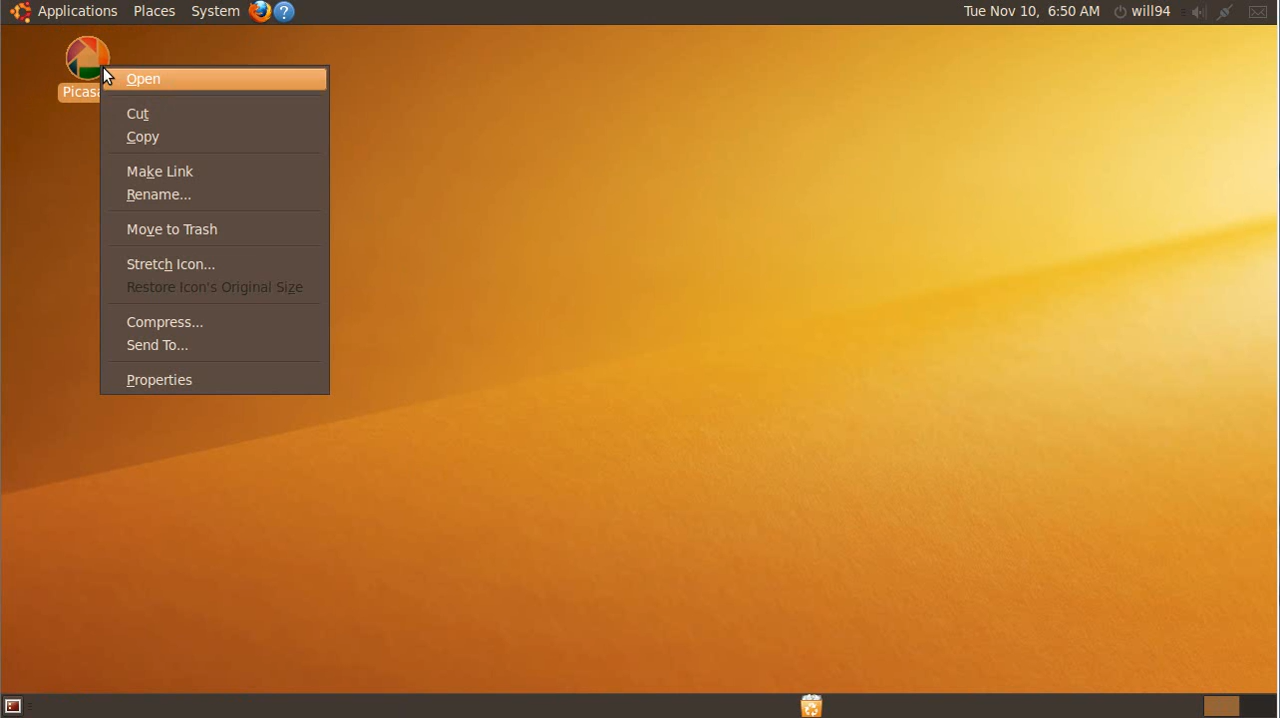 Applications Places System ? Tue Nov 10, 6:50 AM will94
Picasa
Open
Cut
Copy
Make Link
Rename...
Move to Trash
Stretch Icon...
Restore Icon's Original Size
Compress...
Send To...
Properties